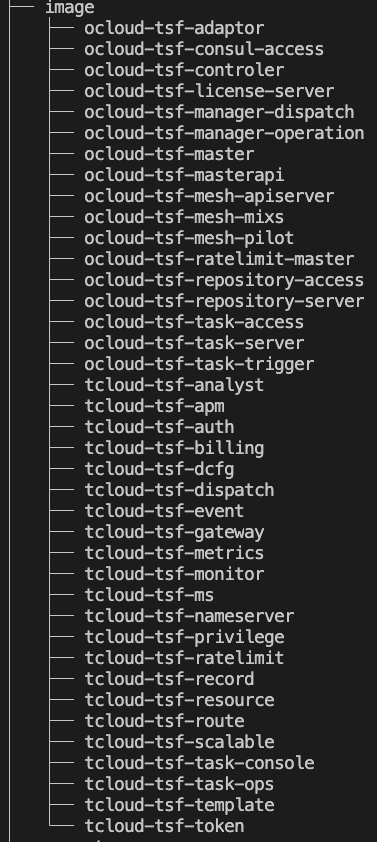 image
ocloud-tsf-adaptor
ocloud-tsf-consul-access
ocloud-tsf-controler
ocloud-tsf-license-server
ocloud-tsf-manager-dispatch
ocloud-tsf-manager-operation
ocloud-tsf-master
ocloud-tsf-masterapi
ocloud-tsf-mesh-apiserver
ocloud-tsf-mesh-mixs
ocloud-tsf-mesh-pilot
ocloud-tsf-ratelimit-master
ocloud-tsf-repository-access
ocloud-tsf-repository-server
ocloud-tsf-task-access
ocloud-tsf-task-server
ocloud-tsf-task-trigger
tcloud-tsf-analyst
tcloud-tsf-apm
tcloud-tsf-auth
tcloud-tsf-billing
tcloud-tsf-dcfg
tcloud-tsf-dispatch
tcloud-tsf-event
tcloud-tsf-gateway
tcloud-tsf-metrics
tcloud-tsf-monitor
tcloud-tsf-ms
tcloud-tsf-nameserver
tcloud-tsf-privilege
tcloud-tsf-ratelimit
tcloud-tsf-record
tcloud-tsf-resource
tcloud-tsf-route
tcloud-tsf-scalable
tcloud-tsf-task-console
tcloud-tsf-task-ops
tcloud-tsf-template
tcloud-tsf-token